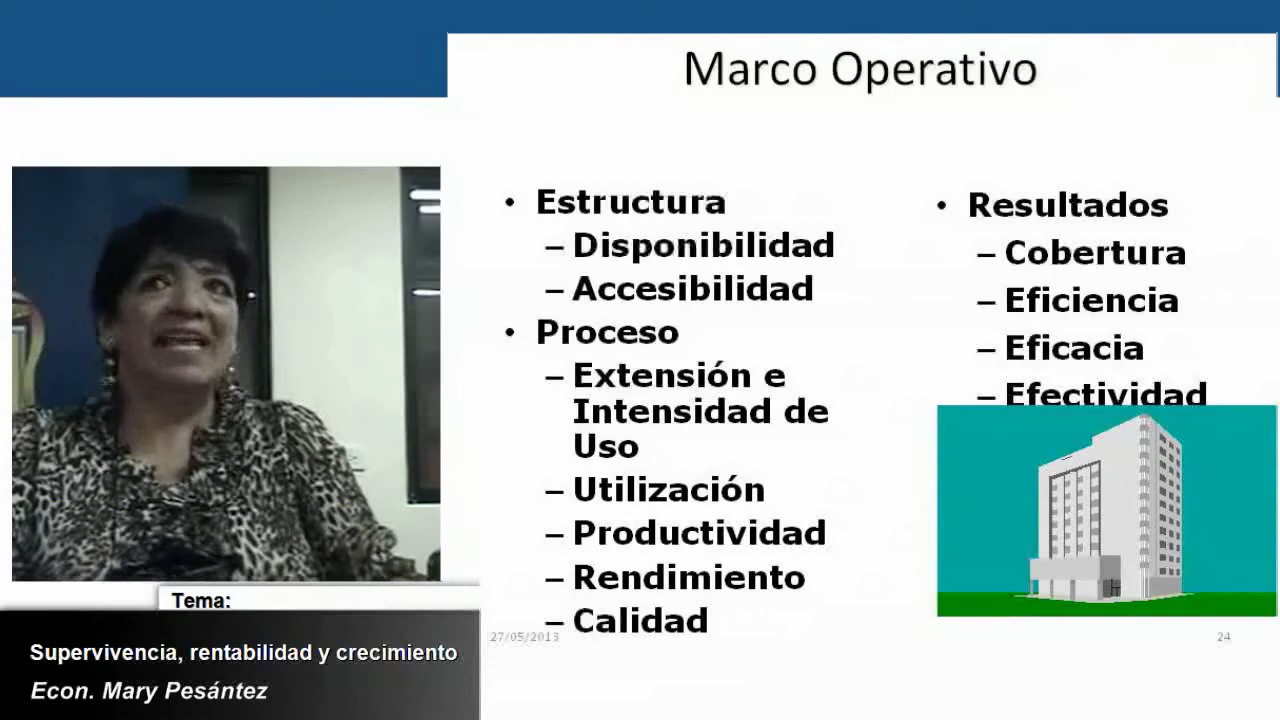 Marco Operativo
• Estructura
– Disponibilidad
– Accesibilidad
• Proceso
– Extensión e
Intensidad de
Uso
– Utilización
– Productividad
– Rendimiento
– Calidad
• Resultados
– Cobertura
– Eficiencia
– Eficacia
– Efectividad
27/05/2013
24
Tema:
Supervivencia, rentabilidad y crecimiento
Econ. Mary Pesántez